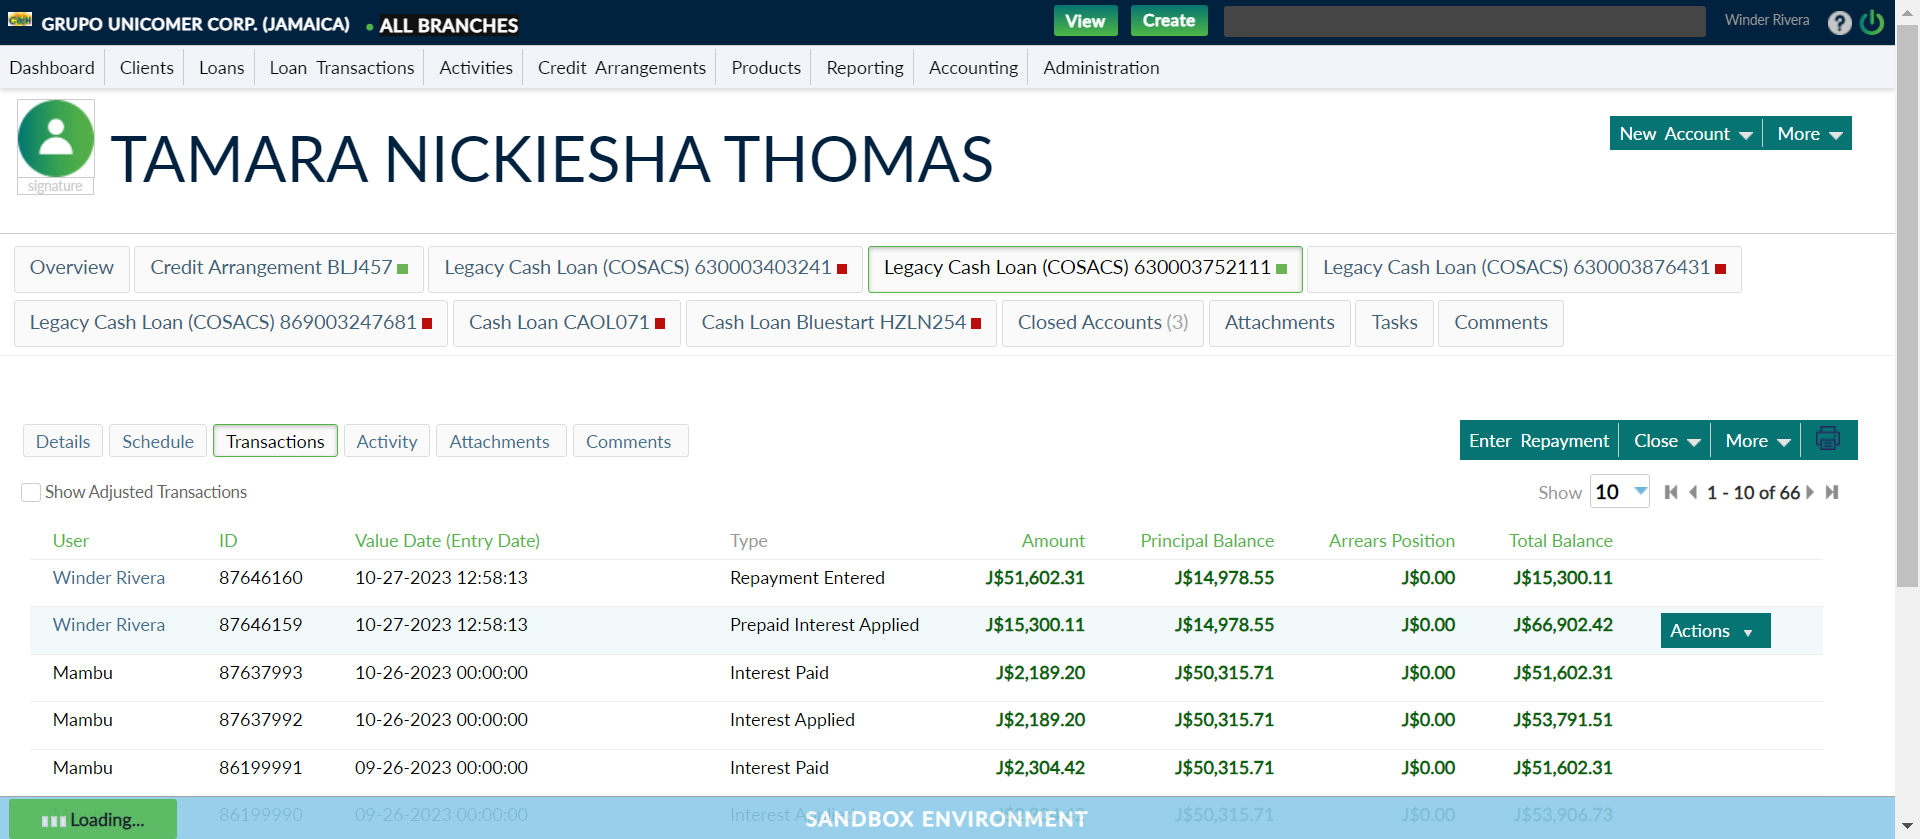 CASH GRUPO UNICOMER CORP. (JAMAICA) • ALL BRANCHES View Create Winder Rivera ?
Dashboard Clients Loans Loan Transactions Activities Credit Arrangements Products Reporting Accounting Administration
TAMARA NICKIESHA THOMAS
New Account More
signature
Overview Credit Arrangement BLJ457 Legacy Cash Loan (COSACS) 630003403241 Legacy Cash Loan (COSACS) 630003752111 Legacy Cash Loan (COSACS) 630003876431
Legacy Cash Loan (COSACS) 869003247681 Cash Loan CAOL071 Cash Loan Bluestart HZLN254 Closed Accounts (3) Attachments Tasks Comments
Details Schedule Transactions Activity Attachments Comments Enter Repayment Close More
Show Adjusted Transactions Show 10 1 - 10 of 66
User ID Value Date (Entry Date) Type Amount Principal Balance Arrears Position Total Balance
Winder Rivera 87646160 10-27-2023 12:58:13 Repayment Entered J$51,602.31 J$14,978.55 J$0.00 J$15,300.11
Winder Rivera 87646159 10-27-2023 12:58:13 Prepaid Interest Applied J$15,300.11 J$14,978.55 J$0.00 J$66,902.42 Actions
Mambu 87637993 10-26-2023 00:00:00 Interest Paid J$2,189.20 J$50,315.71 J$0.00 J$51,602.31
Mambu 87637992 10-26-2023 00:00:00 Interest Applied J$2,189.20 J$50,315.71 J$0.00 J$53,791.51
Mambu 86199991 09-26-2023 00:00:00 Interest Paid J$2,304.42 J$50,315.71 J$0.00 J$51,602.31
Loading... 86199990 09-26-2023 00:00:00 SANDBOX ENVIRONMENT J$50,315.71 J$0.00 J$53,906.73